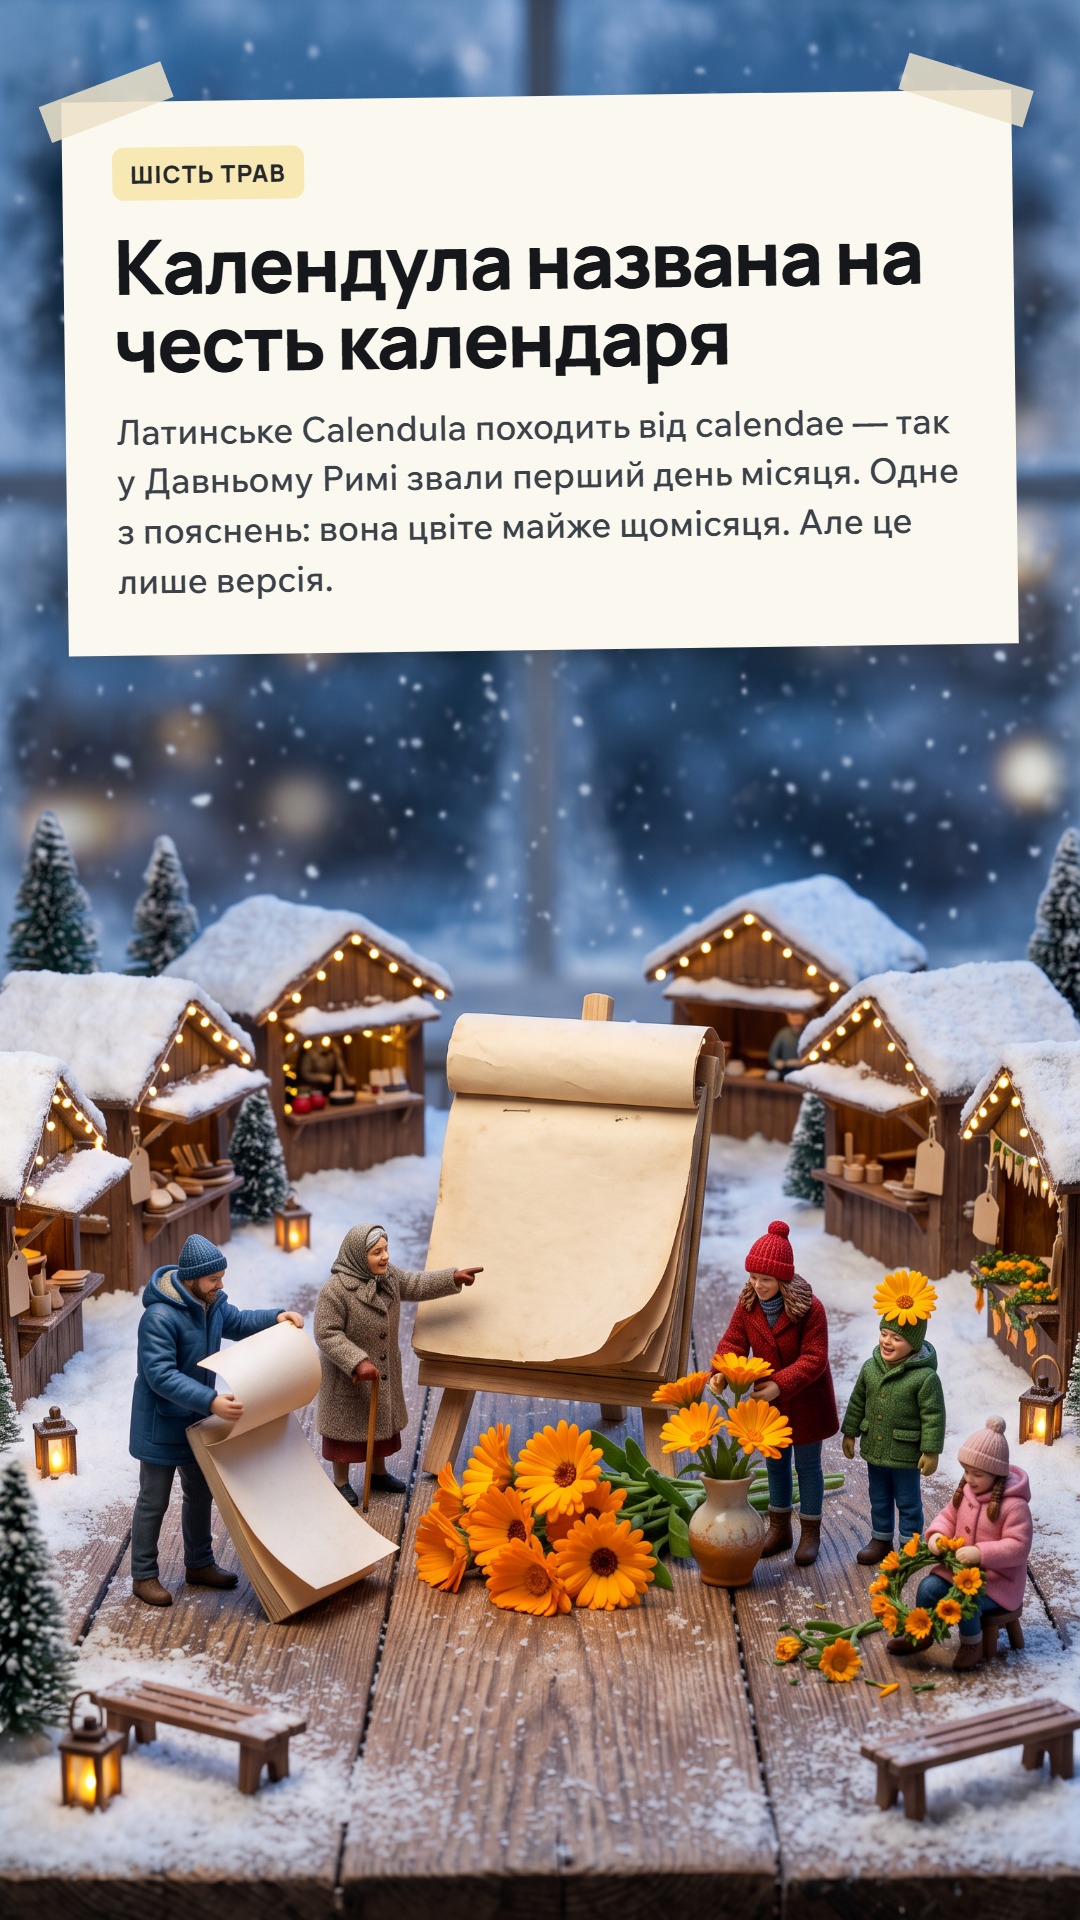 ШІСТЬ ТРАВ
Календула названа на
честь календаря
Латинське Calendula походить від calendae — так
у Давньому Римі звали перший день місяця. Одне
з пояснень: вона цвіте майже щомісяця. Але це
лише версія.